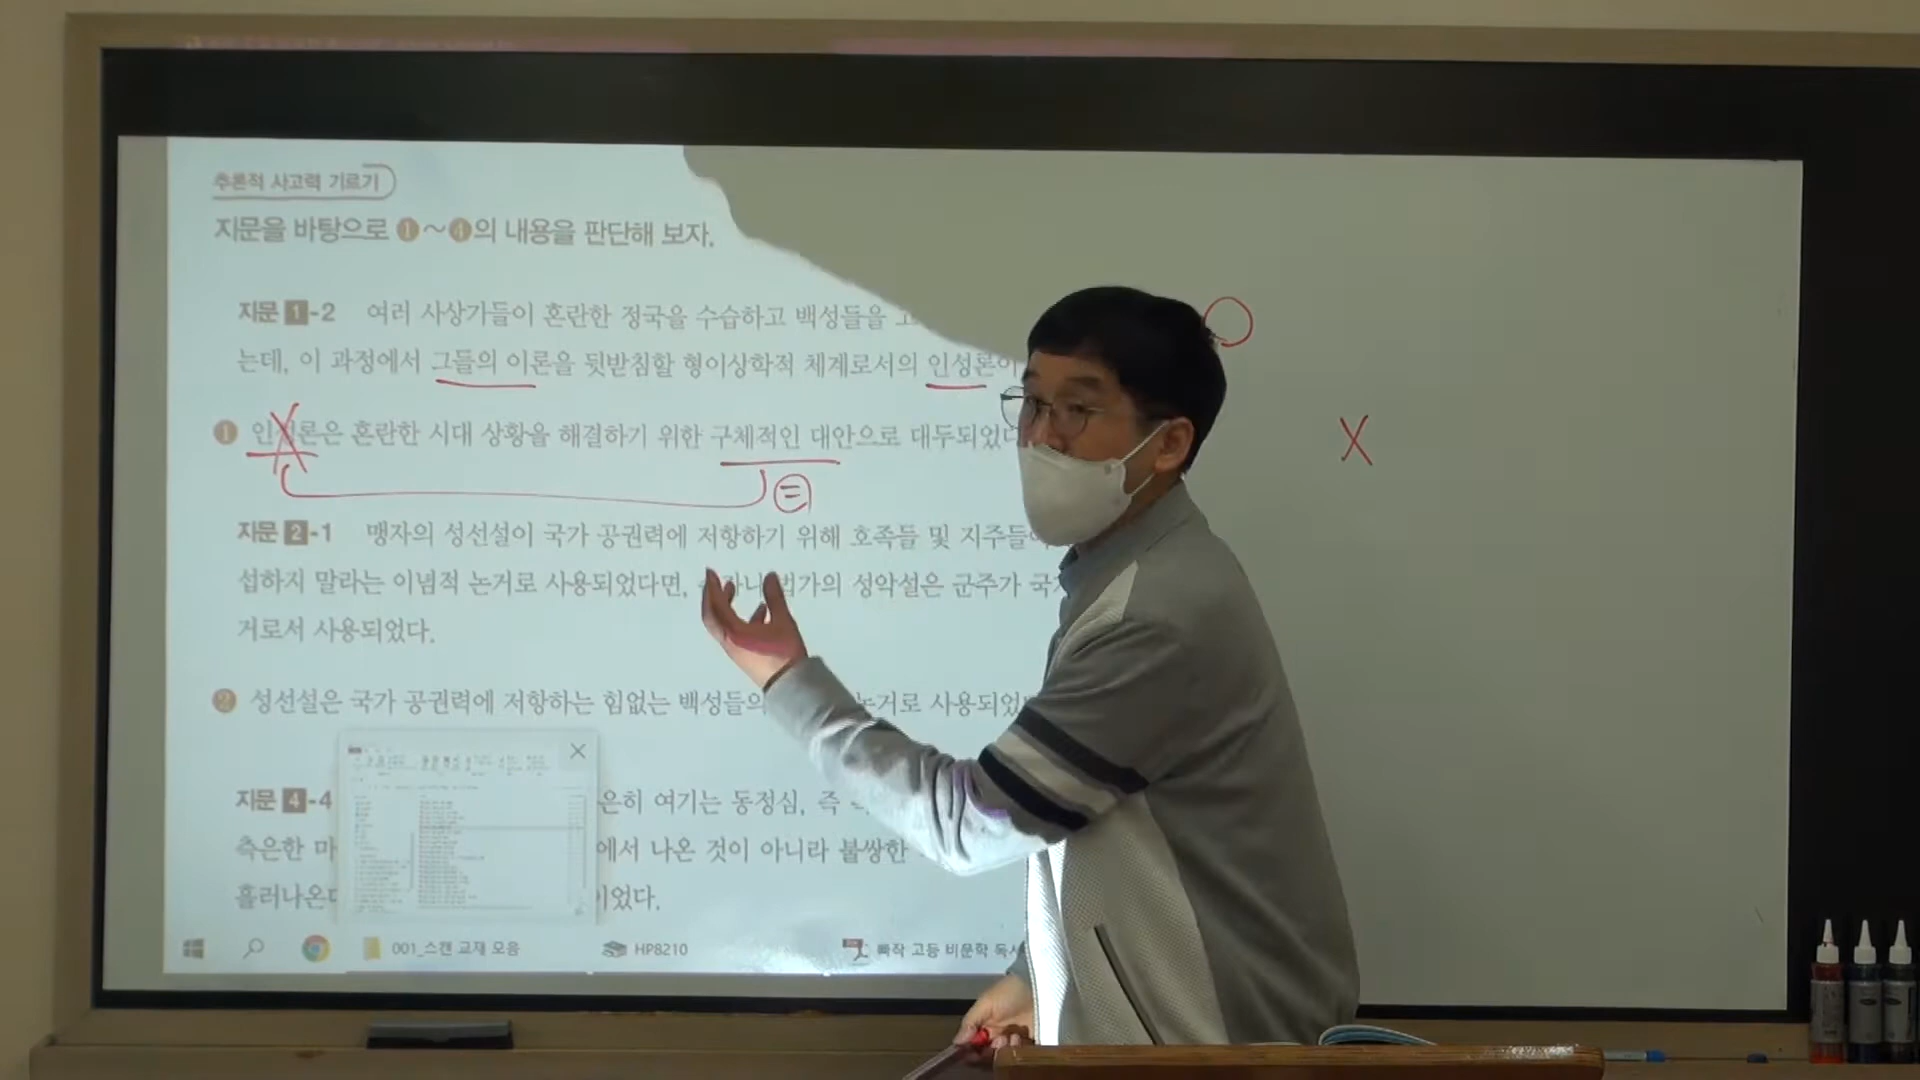 추론적 사고력 기르기
지문을 바탕으로 1~4의 내용을 판단해 보자.
지문 1-2 여러 사상가들이 혼란한 정국을 수습하고 백성들을
는데, 이 과정에서 그들의 이론을 뒷받침할 형이상학적 체계로서의 인성론이
1 인성론은 혼란한 시대 상황을 해결하기 위한 구체적인 대안으로 대두되었다
X
지문 2-1 맹자의 성선설이 국가 공권력에 저항하기 위해 호족들 및 지주들
섭하지 말라는 이념적 논거로 사용되었다면, 법가의 성악설은 군주가
거로서 사용되었다.
2 성선설은 국가 공권력에 저항하는 힘없는 백성들의 논거로 사용되었
지문 4-4 은히 여기는 동정심, 즉
측은한 에서 나온 것이 아니라 불쌍한
흘러나온 이었다.
001_스캔 교재 모음 HP8210 빠작 고등 비문학 독서